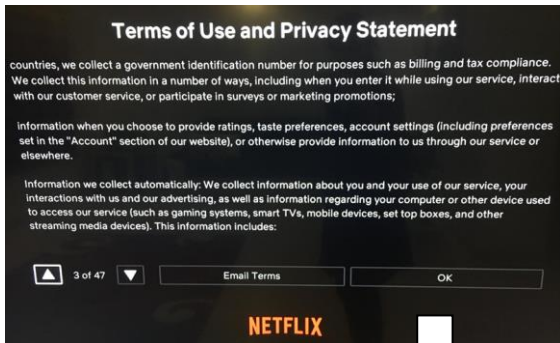 Terms of Use and Privacy Statement
countries, we collect a government identification number for purposes such as billing and tax compliance.
We collect this information in a number of ways, including when you enter it while using our service, interact
with our customer service, or participate in surveys or marketing promotions;
information when you choose to provide ratings, taste preferences, account settings (including preferences
set in the "Account" section of our website), or otherwise provide information to us through our service or
elsewhere.
Information we collect automatically: We collect information about you and your use of our service, your
interactions with us and our advertising, as well as information regarding your computer or other device used
to access our service (such as gaming systems, smart TVs, mobile devices, set top boxes, and other
streaming media devices). This information includes:
3 of 47
Email Terms
OK
NETFLIX